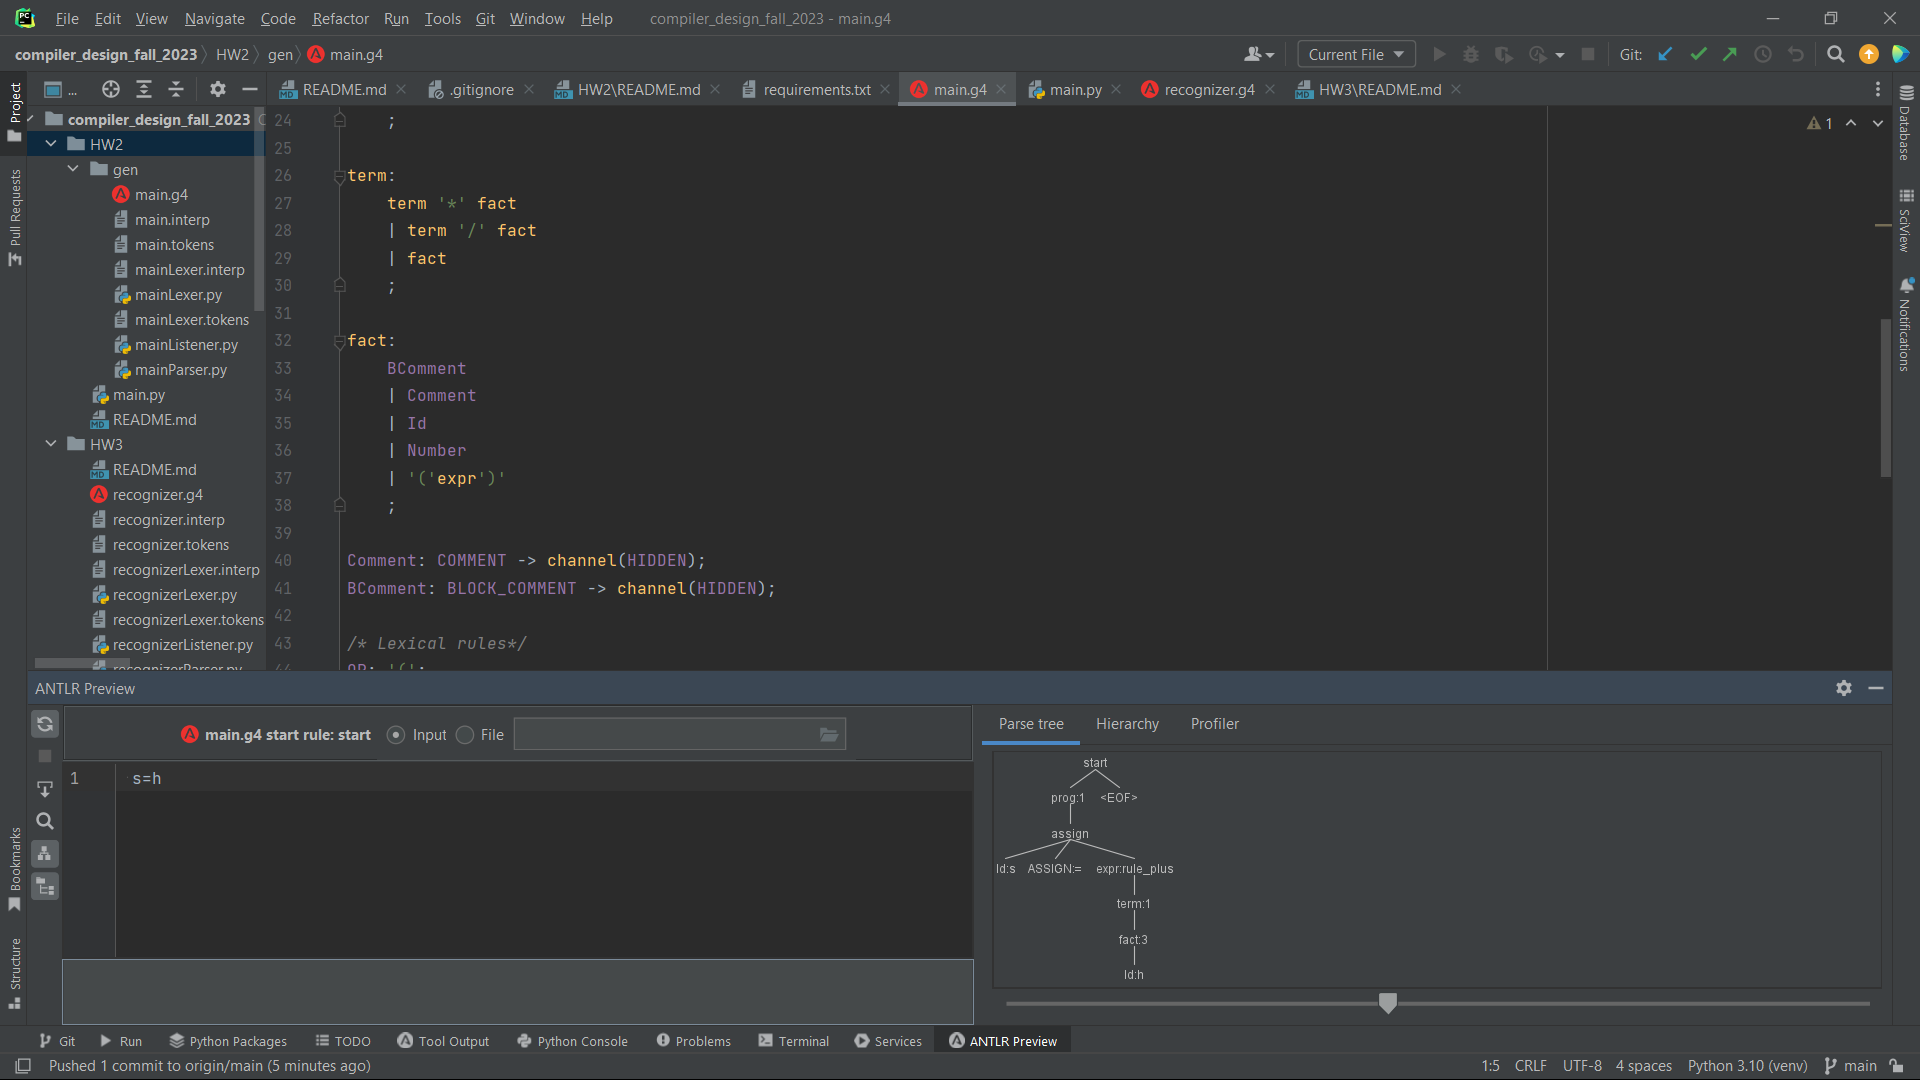 File Edit View Navigate Code Refactor Run Tools Git Window Help compiler_design_fall_2023 - main.g4
compiler_design_fall_2023 HW2 gen main.g4 Current File Git:
Project
Pull Requests
Bookmarks
Structure
... README.md .gitignore HW2\README.md requirements.txt main.g4 main.py recognizer.g4 HW3\README.md
compiler_design_fall_2023
HW2
gen
main.g4
main.interp
main.tokens
mainLexer.interp
mainLexer.py
mainLexer.tokens
mainListener.py
mainParser.py
main.py
README.md
HW3
README.md
recognizer.g4
recognizer.interp
recognizer.tokens
recognizerLexer.interp
recognizerLexer.py
recognizerLexer.tokens
recognizerListener.py
recognizerParser.py
24 ;
25
26 term:
27 term '*' fact
28 | term '/' fact
29 | fact
30 ;
31
32 fact:
33 BComment
34 | Comment
35 | Id
36 | Number
37 | '('expr')'
38 ;
39
40 Comment: COMMENT -> channel(HIDDEN);
41 BComment: BLOCK_COMMENT -> channel(HIDDEN);
42
43 /* Lexical rules*/
44 OP: '(';
1
Database
SciView
Notifications
ANTLR Preview
main.g4 start rule: start Input File
1 s=h
Parse tree Hierarchy Profiler
start
prog:1 <EOF>
assign
Id:s ASSIGN:= expr:rule_plus
term:1
fact:3
Id:h
Git Run Python Packages TODO Tool Output Python Console Problems Terminal Services ANTLR Preview
Pushed 1 commit to origin/main (5 minutes ago) 1:5 CRLF UTF-8 4 spaces Python 3.10 (venv) main